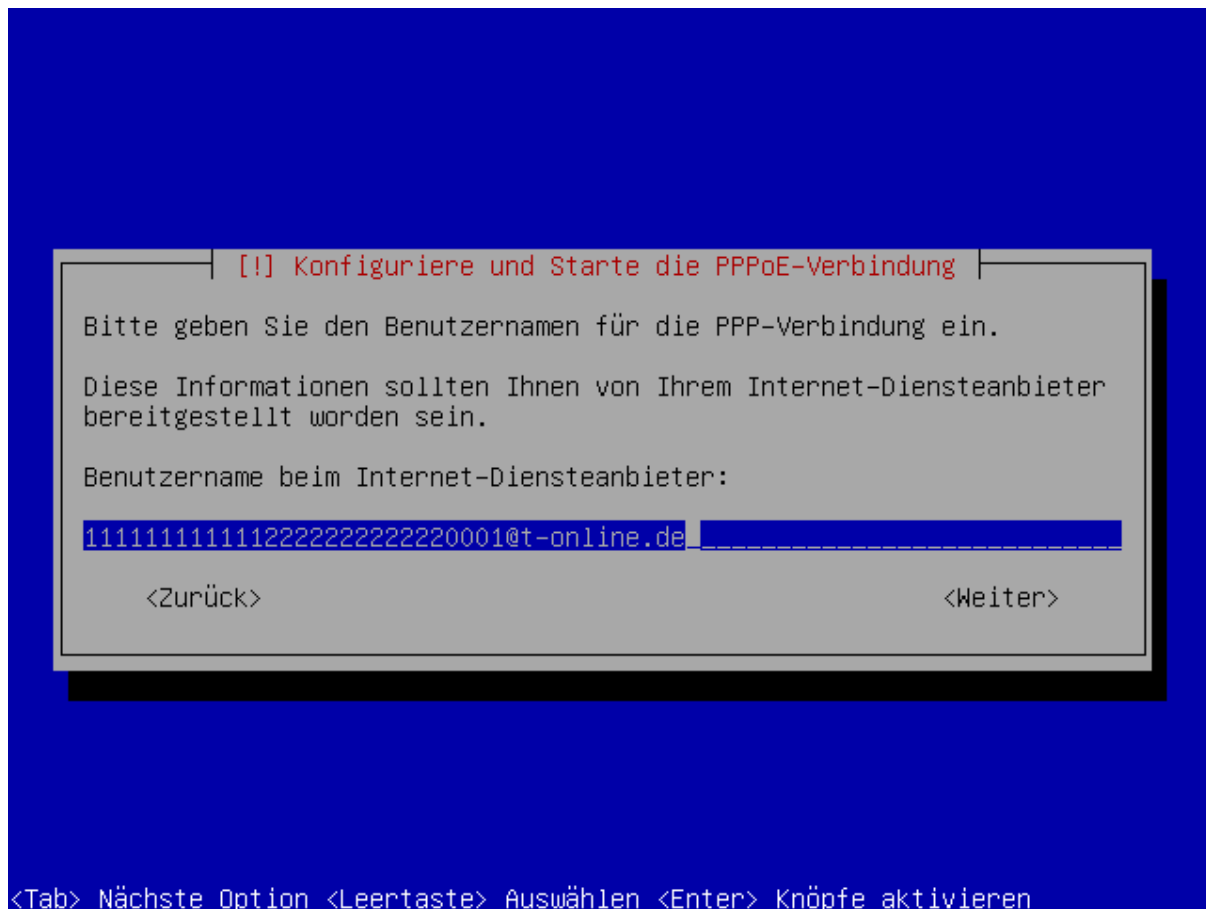 [!] Konfiguriere und Starte die PPPoE-Verbindung
Bitte geben Sie den Benutzernamen für die PPP-Verbindung ein.
Diese Informationen sollten Ihnen von Ihrem Internet-Diensteanbieter
bereitgestellt worden sein.
Benutzername beim Internet-Diensteanbieter:
1111111111112222222222220001@t-online.de
<Zurück> <Weiter>
<Tab> Nächste Option <Leertaste> Auswählen <Enter> Knöpfe aktivieren